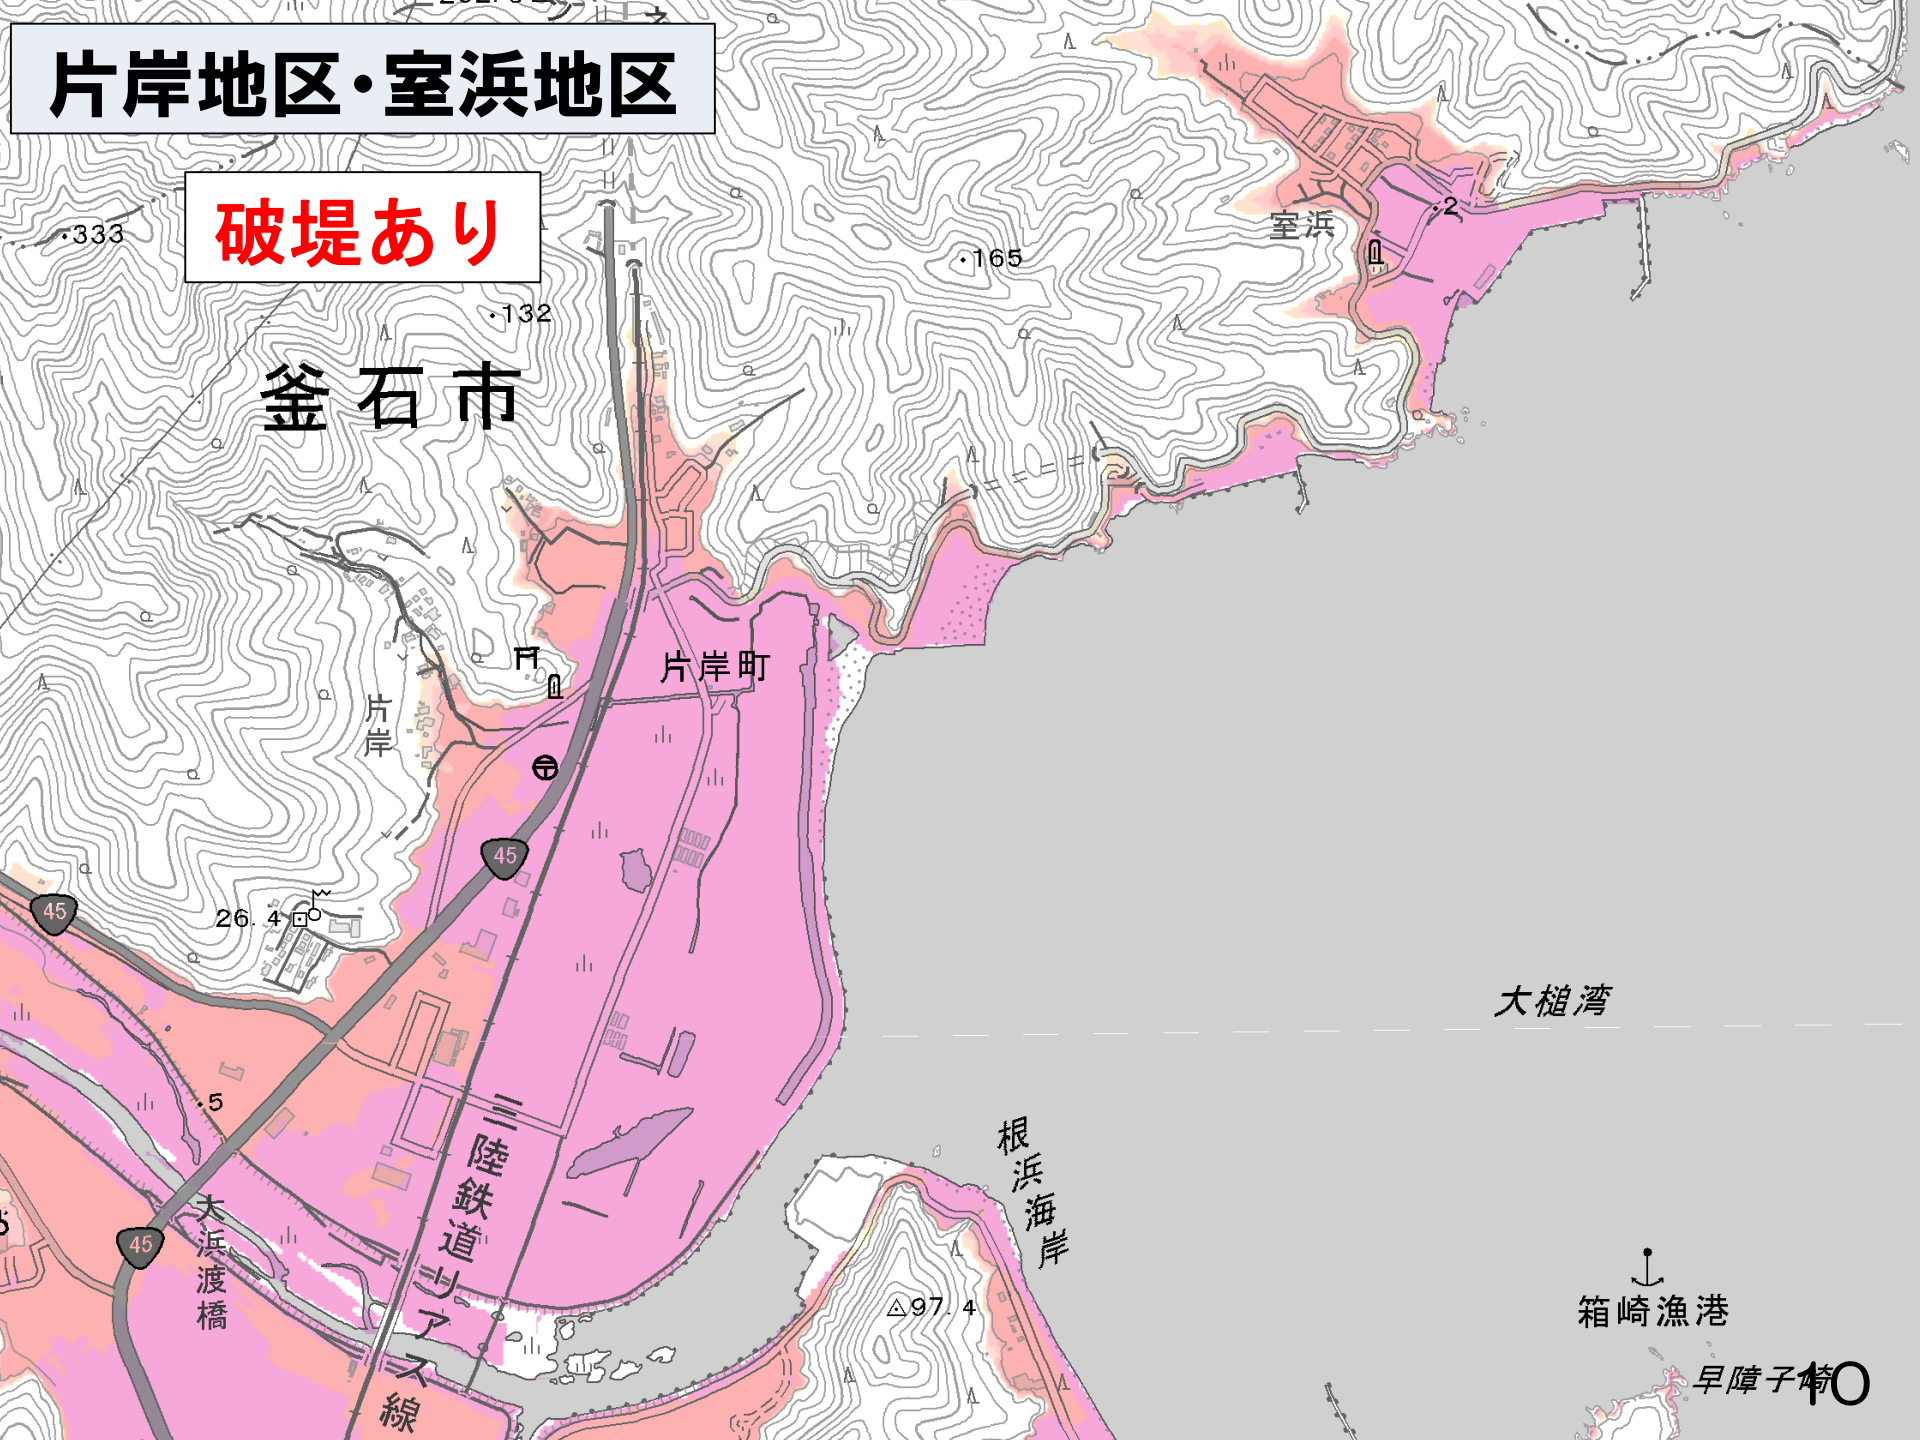 片岸地区・室浜地区
破堤あり
・333
・132
・165
室浜
・2
釜石市
片岸町
片岸
45
45
26.4
大槌湾
・5
三陸鉄道リアス線
根浜海岸
大浜渡橋
45
97.4
箱崎漁港
早障子崎
10